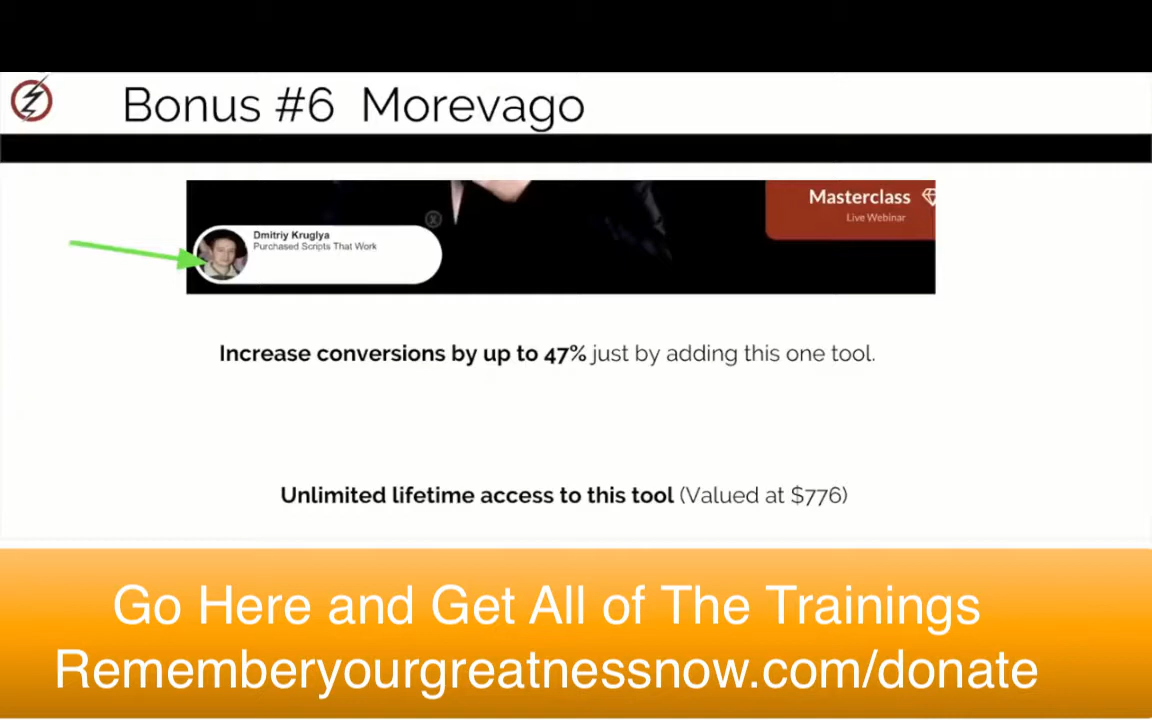 Bonus #6 Morevago
Masterclass
Live Webinar
X
Dmitriy Kruglya
Purchased Scripts That Work
Increase conversions by up to 47% just by adding this one tool.
Unlimited lifetime access to this tool (Valued at $776)
Go Here and Get All of The Trainings
Rememberyourgreatnessnow.com/donate